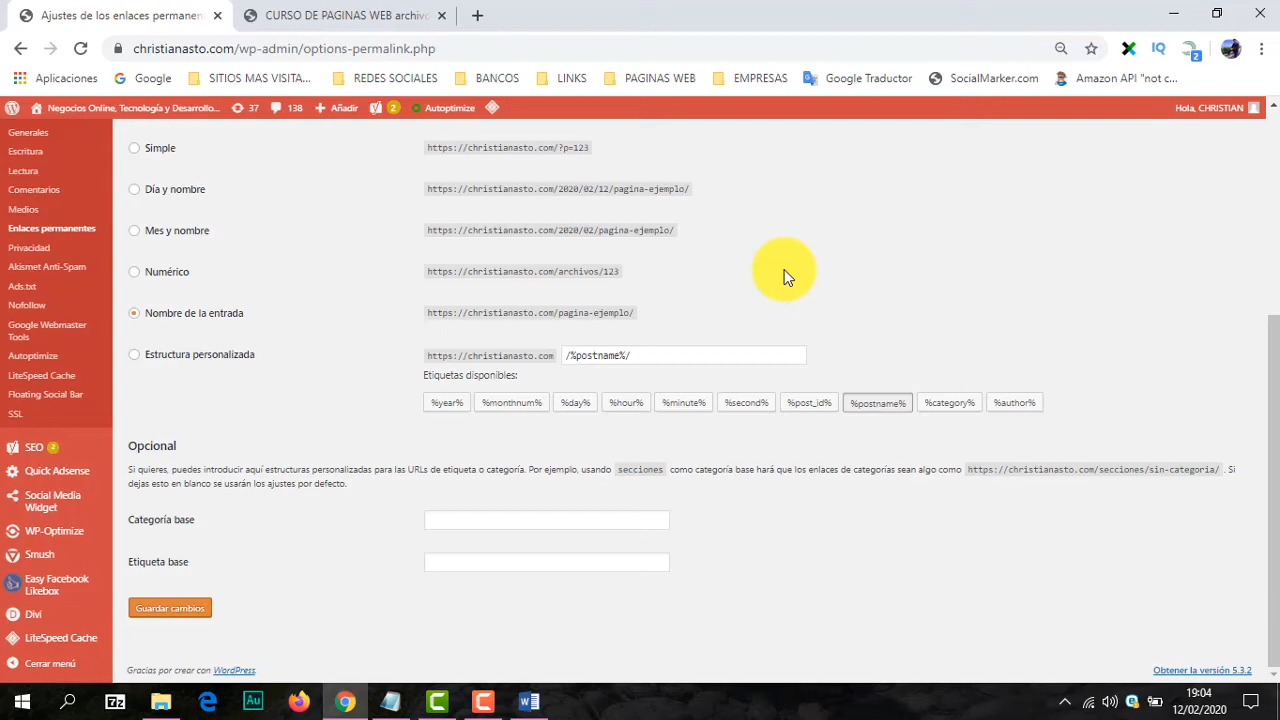 Ajustes de los enlaces permanen
CURSO DE PAGINAS WEB archivo
christianasto.com/wp-admin/options-permalink.php
2
Aplicaciones
Google
SITIOS MAS VISITA...
REDES SOCIALES
BANCOS
LINKS
PAGINAS WEB
EMPRESAS
Google Traductor
SocialMarker.com
Amazon API "not c...
Negocios Online, Tecnología y Desarrollo...
37
138
Añadir
2
Autoptimize
Hola, CHRISTIAN
Generales
Escritura
Lectura
Comentarios
Medios
Enlaces permanentes
Privacidad
Akismet Anti-Spam
Ads.txt
Nofollow
Google Webmaster
Tools
Autoptimize
LiteSpeed Cache
Floating Social Bar
SSL
SEO 2
Quick Adsense
Social Media
Widget
WP-Optimize
Smush
Easy Facebook
Likebox
Divi
LiteSpeed Cache
Cerrar menú
Simple https://christianasto.com/?p=123
Día y nombre https://christianasto.com/2020/02/12/pagina-ejemplo/
Mes y nombre https://christianasto.com/2020/02/pagina-ejemplo/
Numérico https://christianasto.com/archivos/123
Nombre de la entrada https://christianasto.com/pagina-ejemplo/
Estructura personalizada https://christianasto.com /%postname%/
Etiquetas disponibles:
%year% %monthnum% %day% %hour% %minute% %second% %post_id% %postname% %category% %author%
Opcional
Si quieres, puedes introducir aquí estructuras personalizadas para las URLs de etiqueta o categoría. Por ejemplo, usando secciones como categoría base hará que los enlaces de categorías sean algo como https://christianasto.com/secciones/sin-categoria/ . Si
dejas esto en blanco se usarán los ajustes por defecto.
Categoría base
Etiqueta base
Guardar cambios
Gracias por crear con WordPress.
Obtener la versión 5.3.2
7z
Au
19:04
12/02/2020